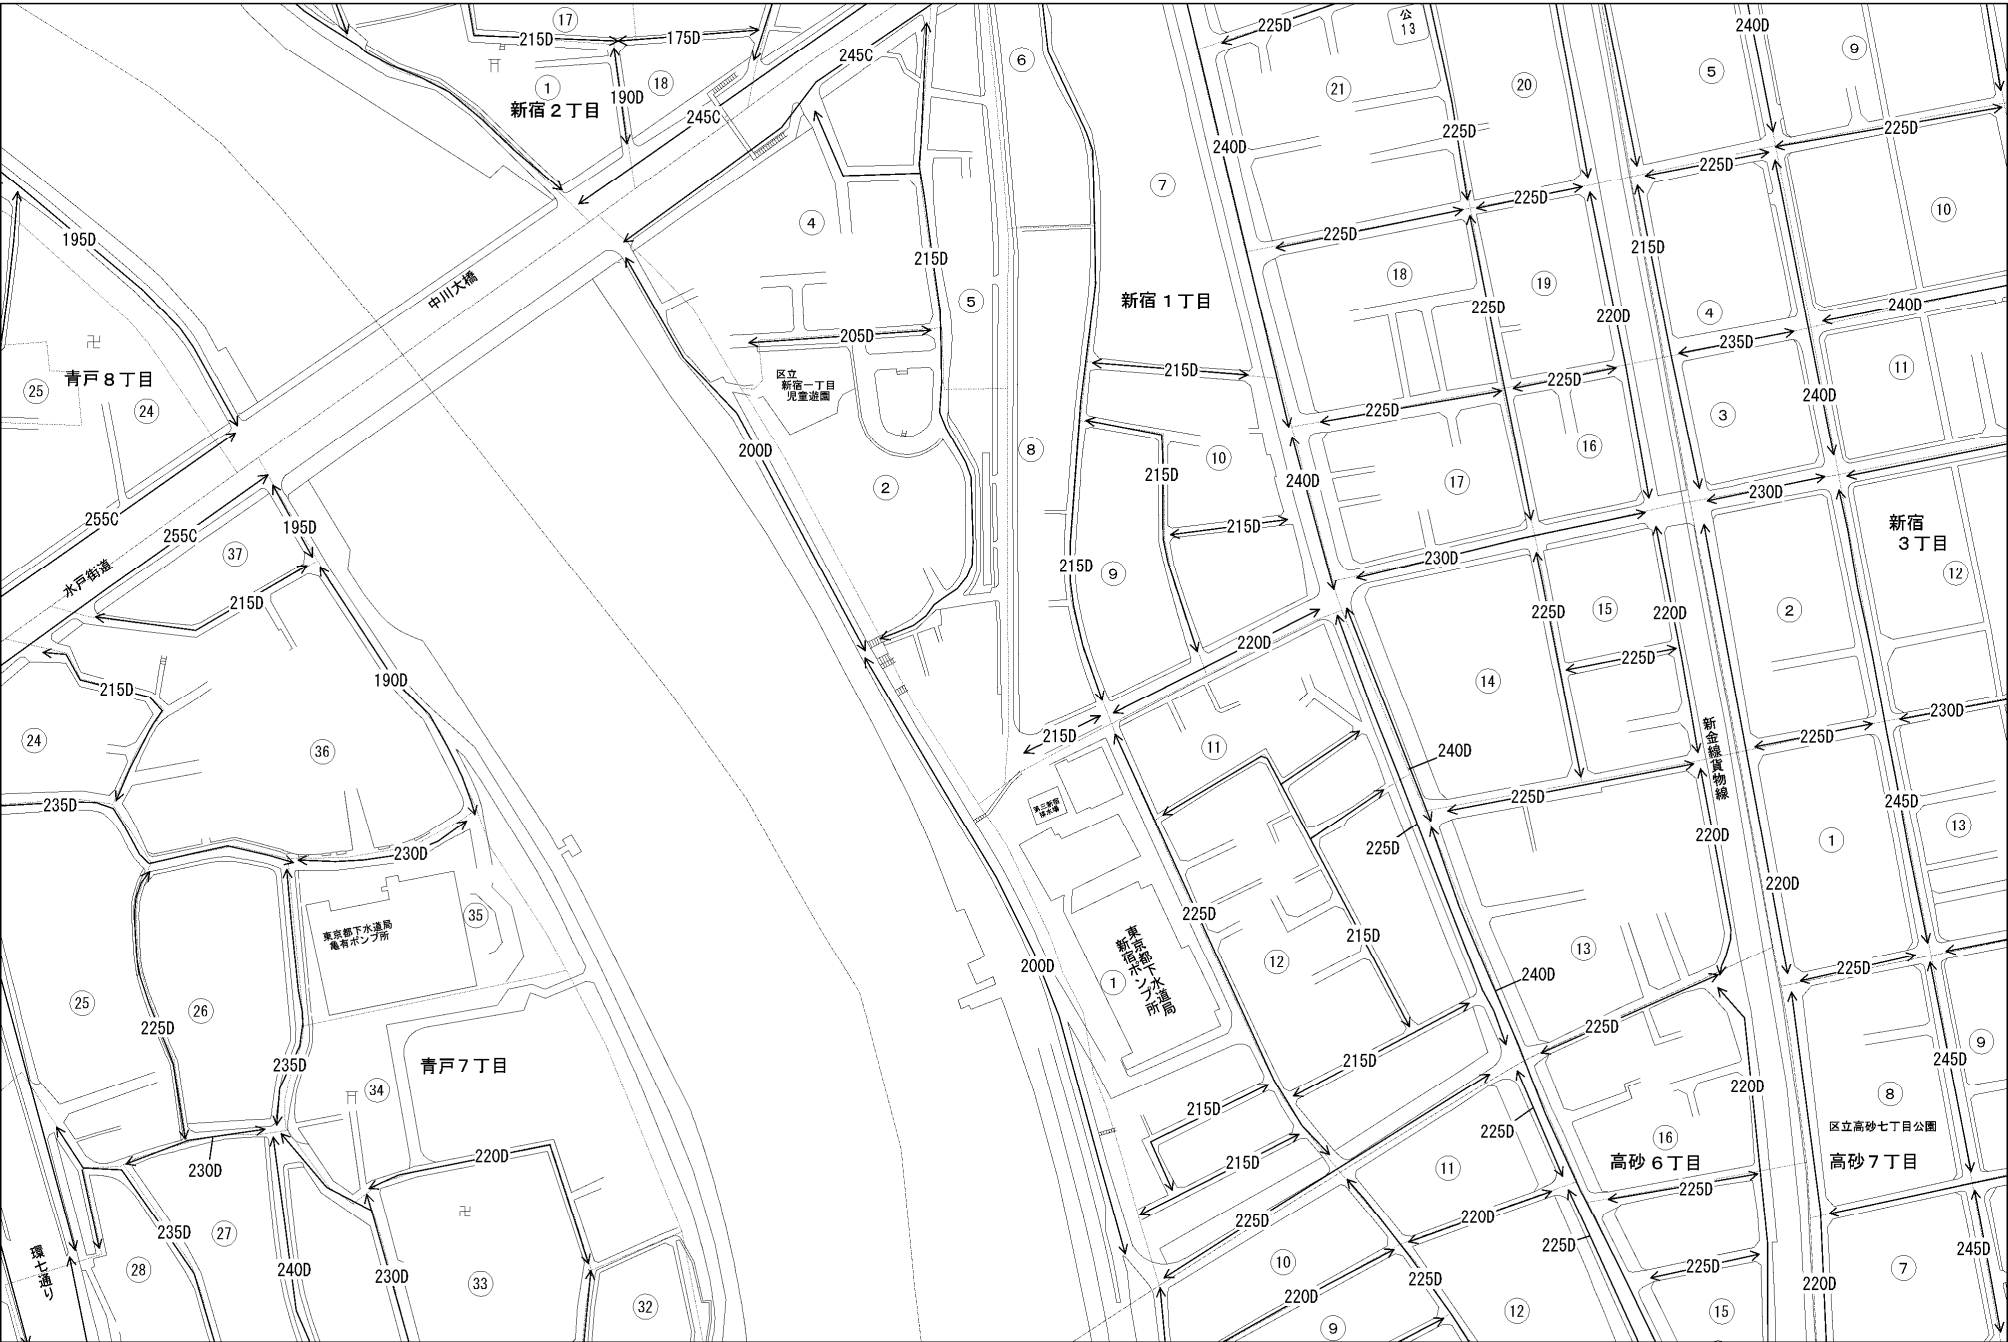 17
215D
175D
新宿２丁目
1
18
190D
245C
245C
6
225D
公
13
240D
9
5
20
21
225D
225D
225D
240D
195D
4
7
225D
225D
10
215D
215D
18
19
中川大橋
5
新宿１丁目
225D
220D
4
240D
卍
205D
235D
25
青戸８丁目
24
区立
新宿一丁目
児童遊園
215D
225D
225D
240D
11
3
200D
8
10
16
2
215D
240D
17
230D
255C
255C
195D
215D
新宿
３丁目
37
水戸街道
215D
9
230D
12
215D
225D
15
220D
2
220D
190D
225D
215D
14
24
36
215D
11
230D
225D
240D
新金線貨物線
235D
225D
245D
13
220D
1
230D
225D
220D
35
東京都下水道局
亀有ポンプ所
225D
東京都下水道局
新宿ポンプ所
215D
12
13
200D
1
240D
225D
25
26
225D
225D
9
235D
青戸７丁目
215D
245D
34
220D
8
215D
区立高砂七丁目公園
225D
16
220D
230D
215D
11
高砂６丁目
高砂７丁目
225D
卍
235D
27
225D
220D
225D
245D
環七通り
28
240D
230D
33
10
225D
225D
7
220D
220D
32
12
15
9